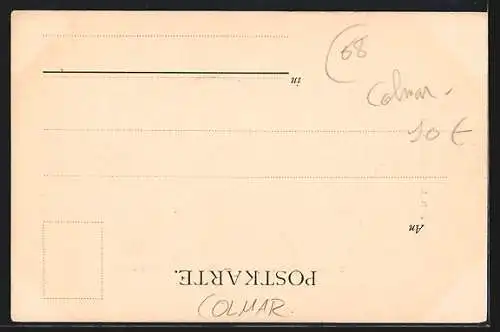 (68
Colmar.
10 €
in
An
POSTKARTE.
COLMAR.